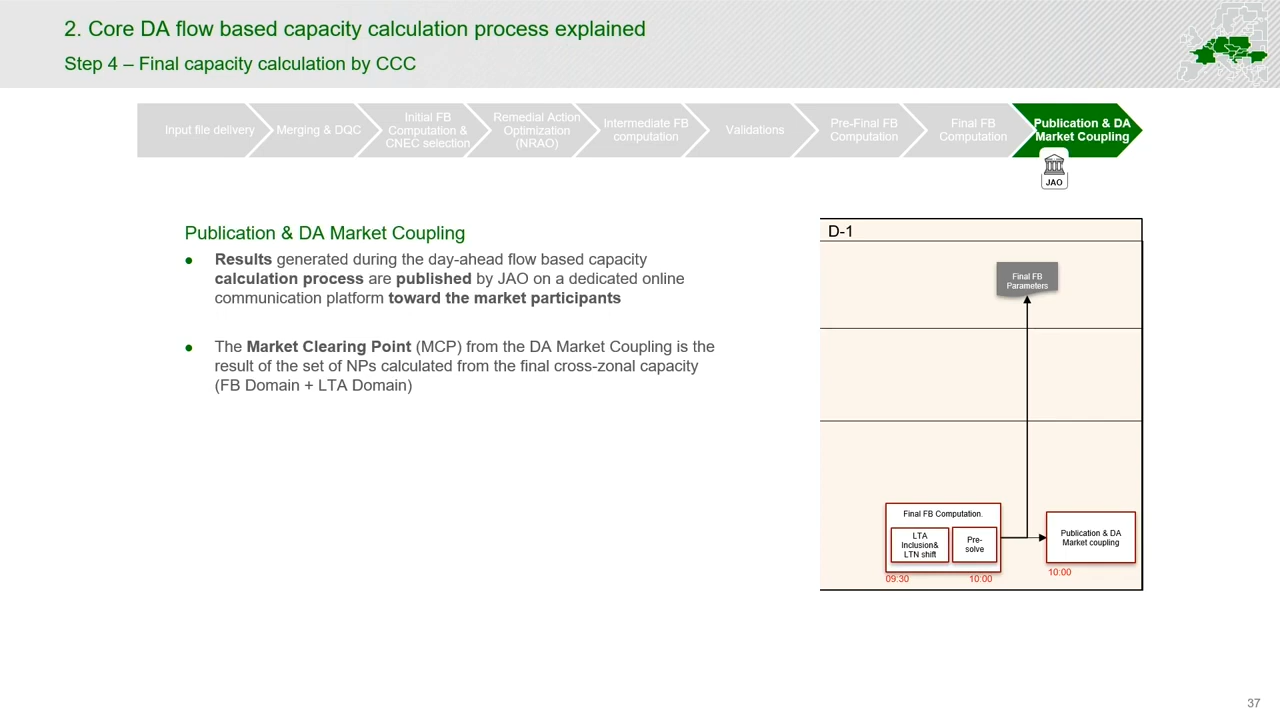 2. Core DA flow based capacity calculation process explained
Step 4 – Final capacity calculation by CCC
Input file delivery
Merging & DQC
Initial FB
Computation &
CNEC selection
Remedial Action
Optimization
(NRAO)
Intermediate FB
computation
Validations
Pre-Final FB
Computation
Final FB
Computation
Publication & DA
Market Coupling
JAO
Publication & DA Market Coupling
● Results generated during the day-ahead flow based capacity
calculation process are published by JAO on a dedicated online
communication platform toward the market participants
● The Market Clearing Point (MCP) from the DA Market Coupling is the
result of the set of NPs calculated from the final cross-zonal capacity
(FB Domain + LTA Domain)
D-1
Final FB
Parameters
Final FB Computation.
LTA
Inclusion&
LTN shift
Pre-
solve
09:30
10:00
Publication & DA
Market coupling
10:00
37